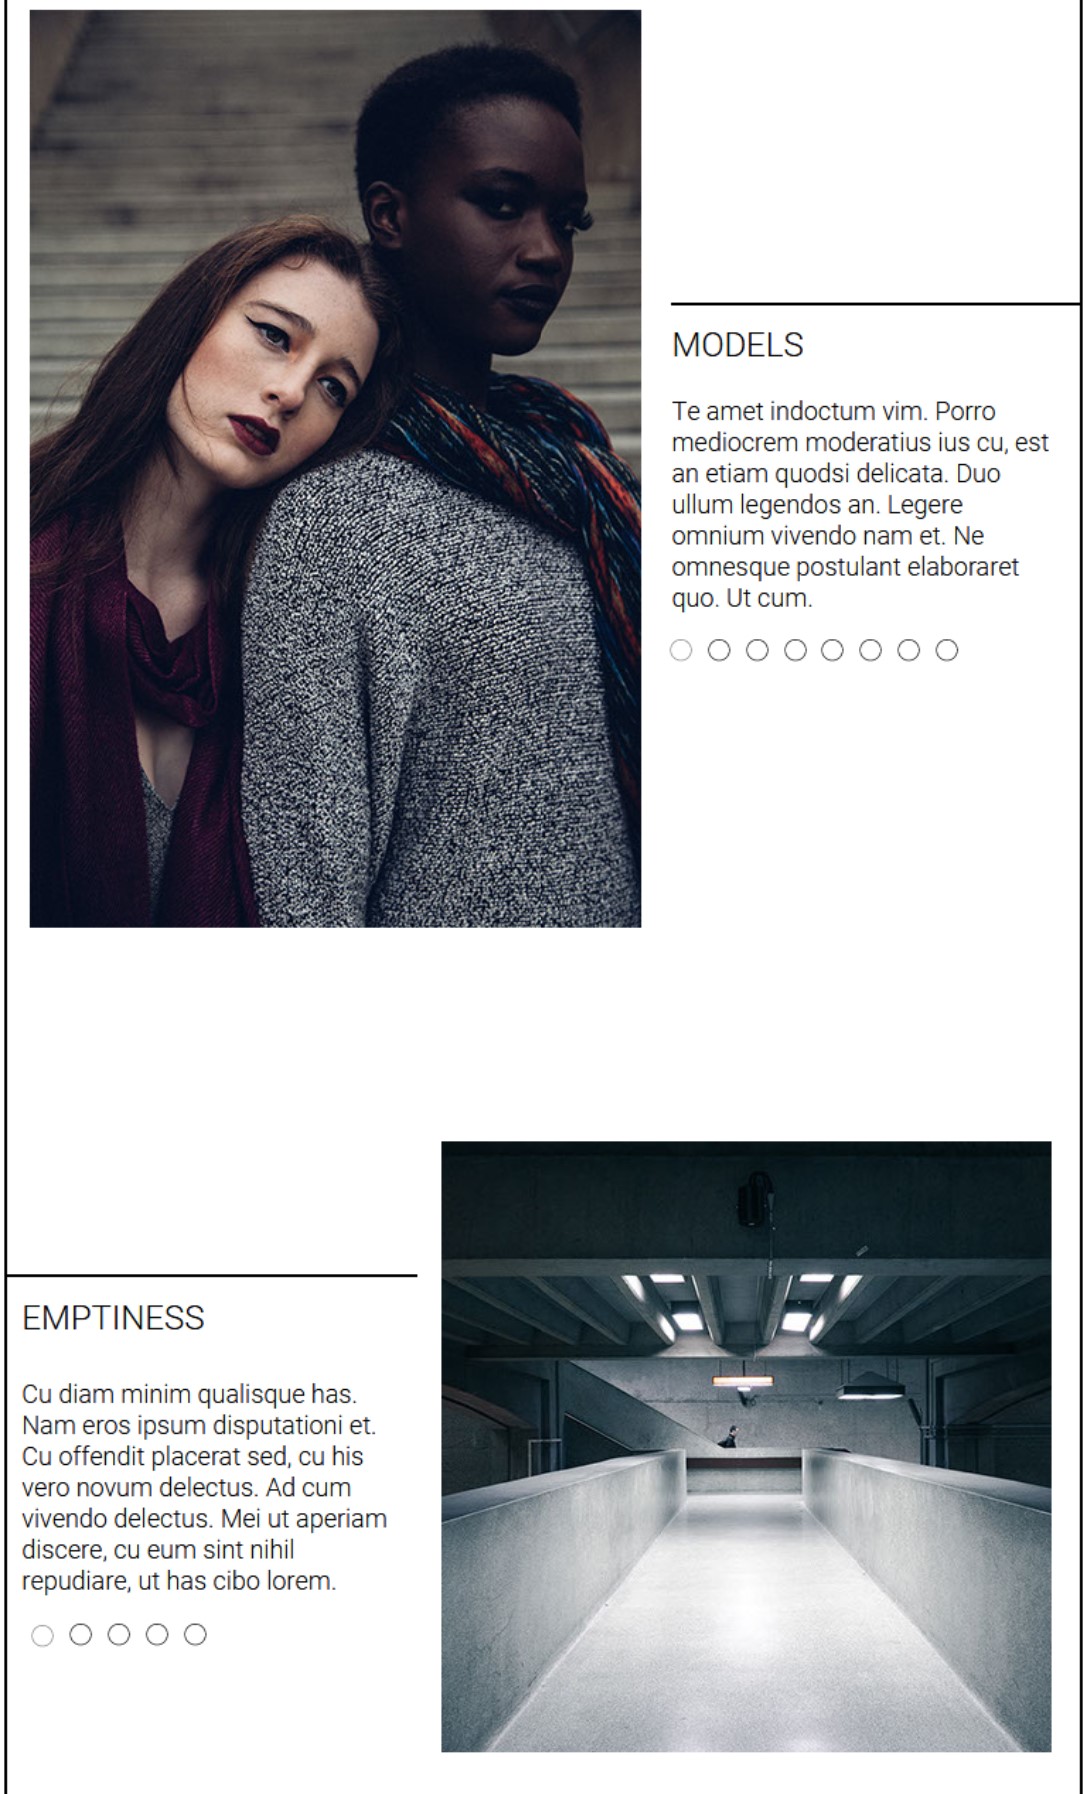 MODELS
Te amet indoctum vim. Porro
mediocrem moderatius ius cu, est
an etiam quodsi delicata. Duo
ullum legendos an. Legere
omnium vivendo nam et. Ne
omnesque postulant elaboraret
quo. Ut cum.
EMPTINESS
Cu diam minim qualisque has.
Nam eros ipsum disputationi et.
Cu offendit placerat sed, cu his
vero novum delectus. Ad cum
vivendo delectus. Mei ut aperiam
discere, cu eum sint nihil
repudiare, ut has cibo lorem.